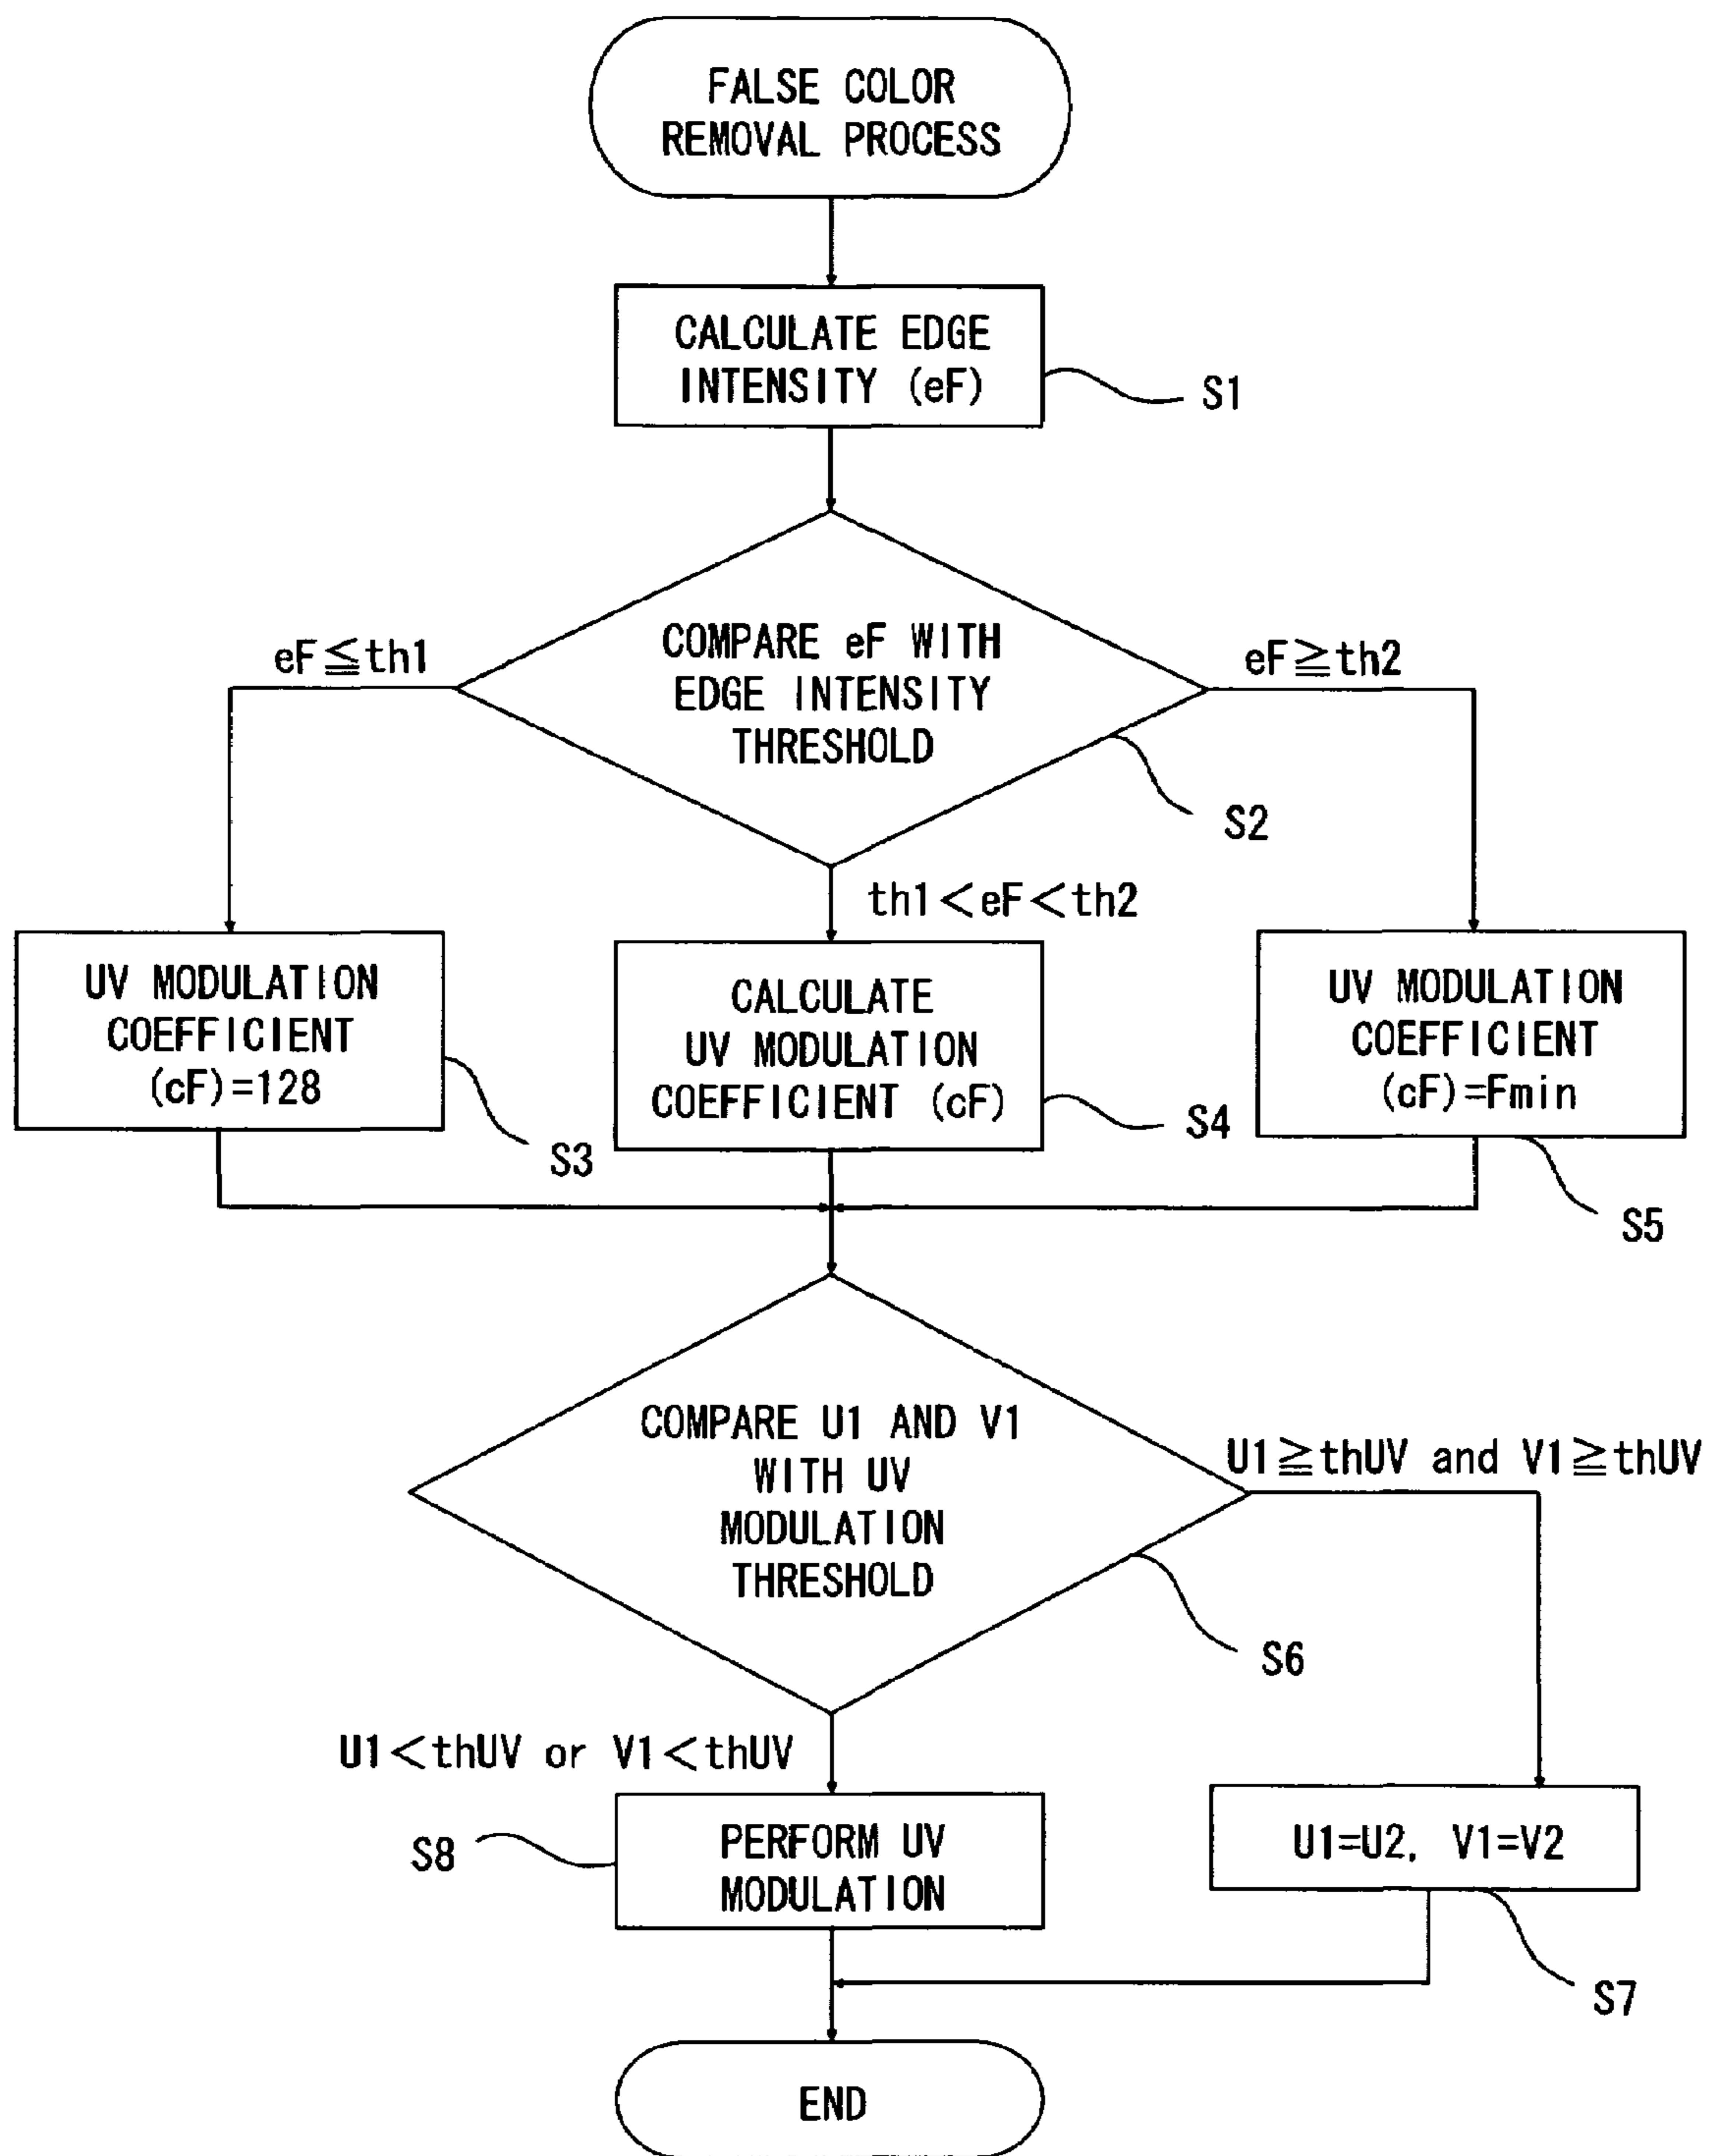 FALSE COLOR
REMOVAL PROCESS
CALCULATE EDGE
INTENSITY (eF)
S1
COMPARE eF WITH
EDGE INTENSITY
THRESHOLD
eF≦th1
eF≧th2
S2
th1<eF<th2
UV MODULATION
COEFFICIENT
(cF)=128
S3
CALCULATE
UV MODULATION
COEFFICIENT (cF)
S4
UV MODULATION
COEFFICIENT
(cF)=Fmin
S5
COMPARE U1 AND V1
WITH UV
MODULATION
THRESHOLD
U1≧thUV and V1≧thUV
S6
U1<thUV or V1<thUV
S8
PERFORM UV
MODULATION
U1=U2, V1=V2
S7
END